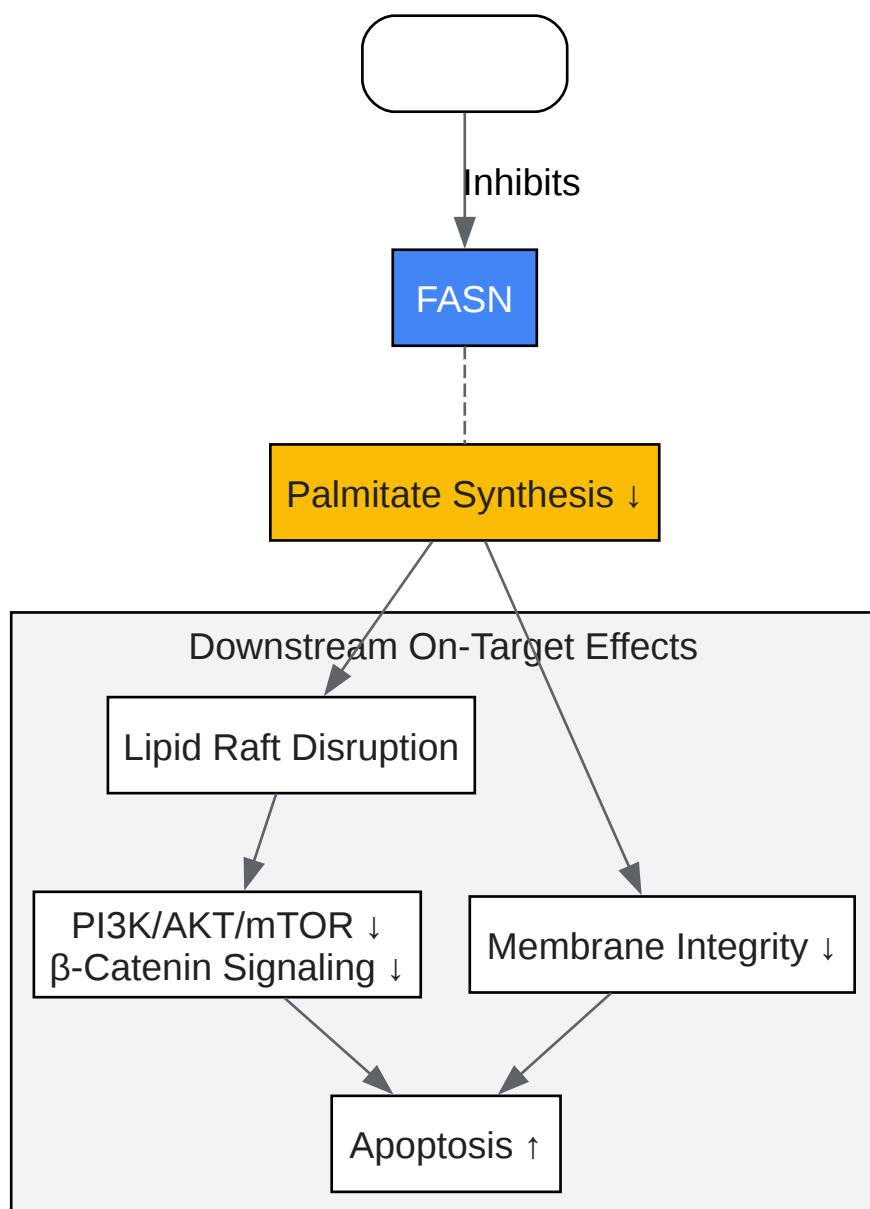 Inhibits
FASN
Palmitate Synthesis ↓
Downstream On-Target Effects
Lipid Raft Disruption
PI3K/AKT/mTOR ↓
β-Catenin Signaling ↓
Membrane Integrity ↓
Apoptosis ↑